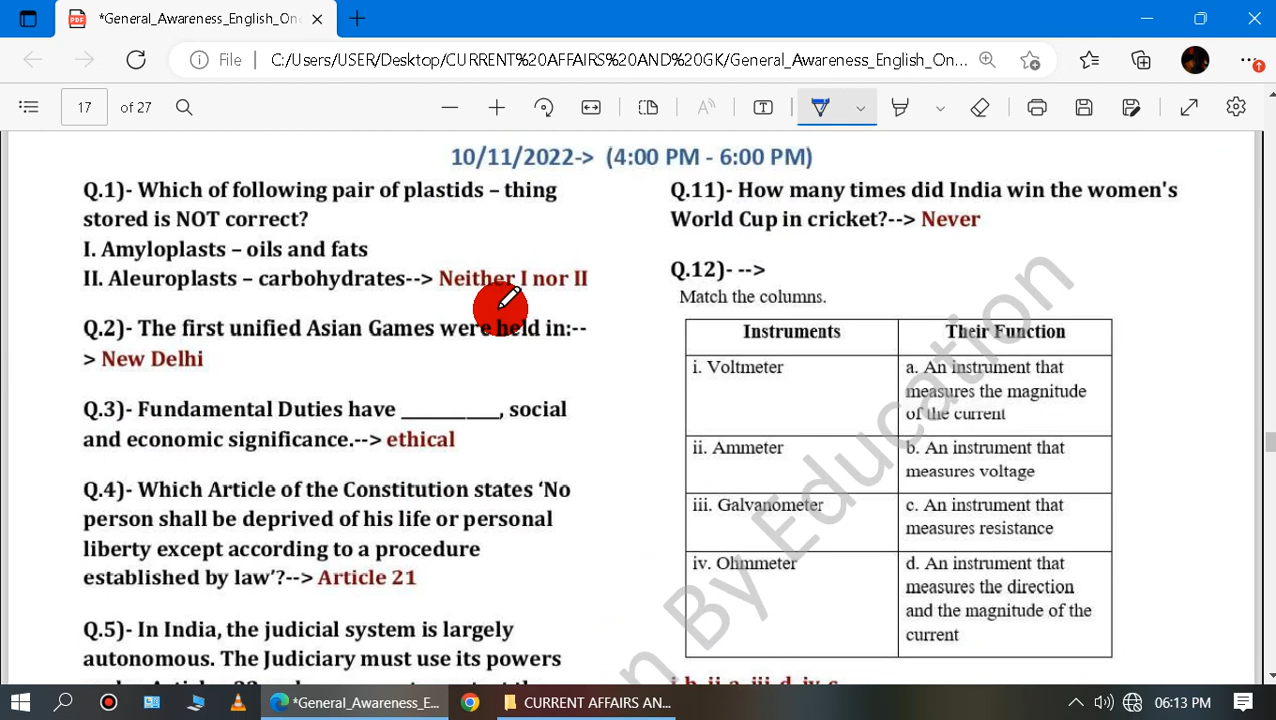 *General_Awareness_English_On
File
C:/Users/USER/Desktop/CURRENT%20AFFAIRS%20AND%20GK/General_Awareness_English_On...
17 of 27
10/11/2022-> (4:00 PM - 6:00 PM)
Q.1)- Which of following pair of plastids – thing
stored is NOT correct?
I. Amyloplasts – oils and fats
II. Aleuroplasts – carbohydrates--> Neither I nor II
Q.2)- The first unified Asian Games were held in:--
> New Delhi
Q.3)- Fundamental Duties have __________, social
and economic significance.--> ethical
Q.4)- Which Article of the Constitution states ‘No
person shall be deprived of his life or personal
liberty except according to a procedure
established by law’?--> Article 21
Q.5)- In India, the judicial system is largely
autonomous. The Judiciary must use its powers
Q.11)- How many times did India win the women's
World Cup in cricket?--> Never
Q.12)- -->
Match the columns.
Instruments Their Function
i. Voltmeter a. An instrument that
measures the magnitude
of the current
ii. Ammeter b. An instrument that
measures voltage
iii. Galvanometer c. An instrument that
measures resistance
iv. Ohmmeter d. An instrument that
measures the direction
and the magnitude of the
current
n By Education
*General_Awareness_E...
CURRENT AFFAIRS AN...
06:13 PM